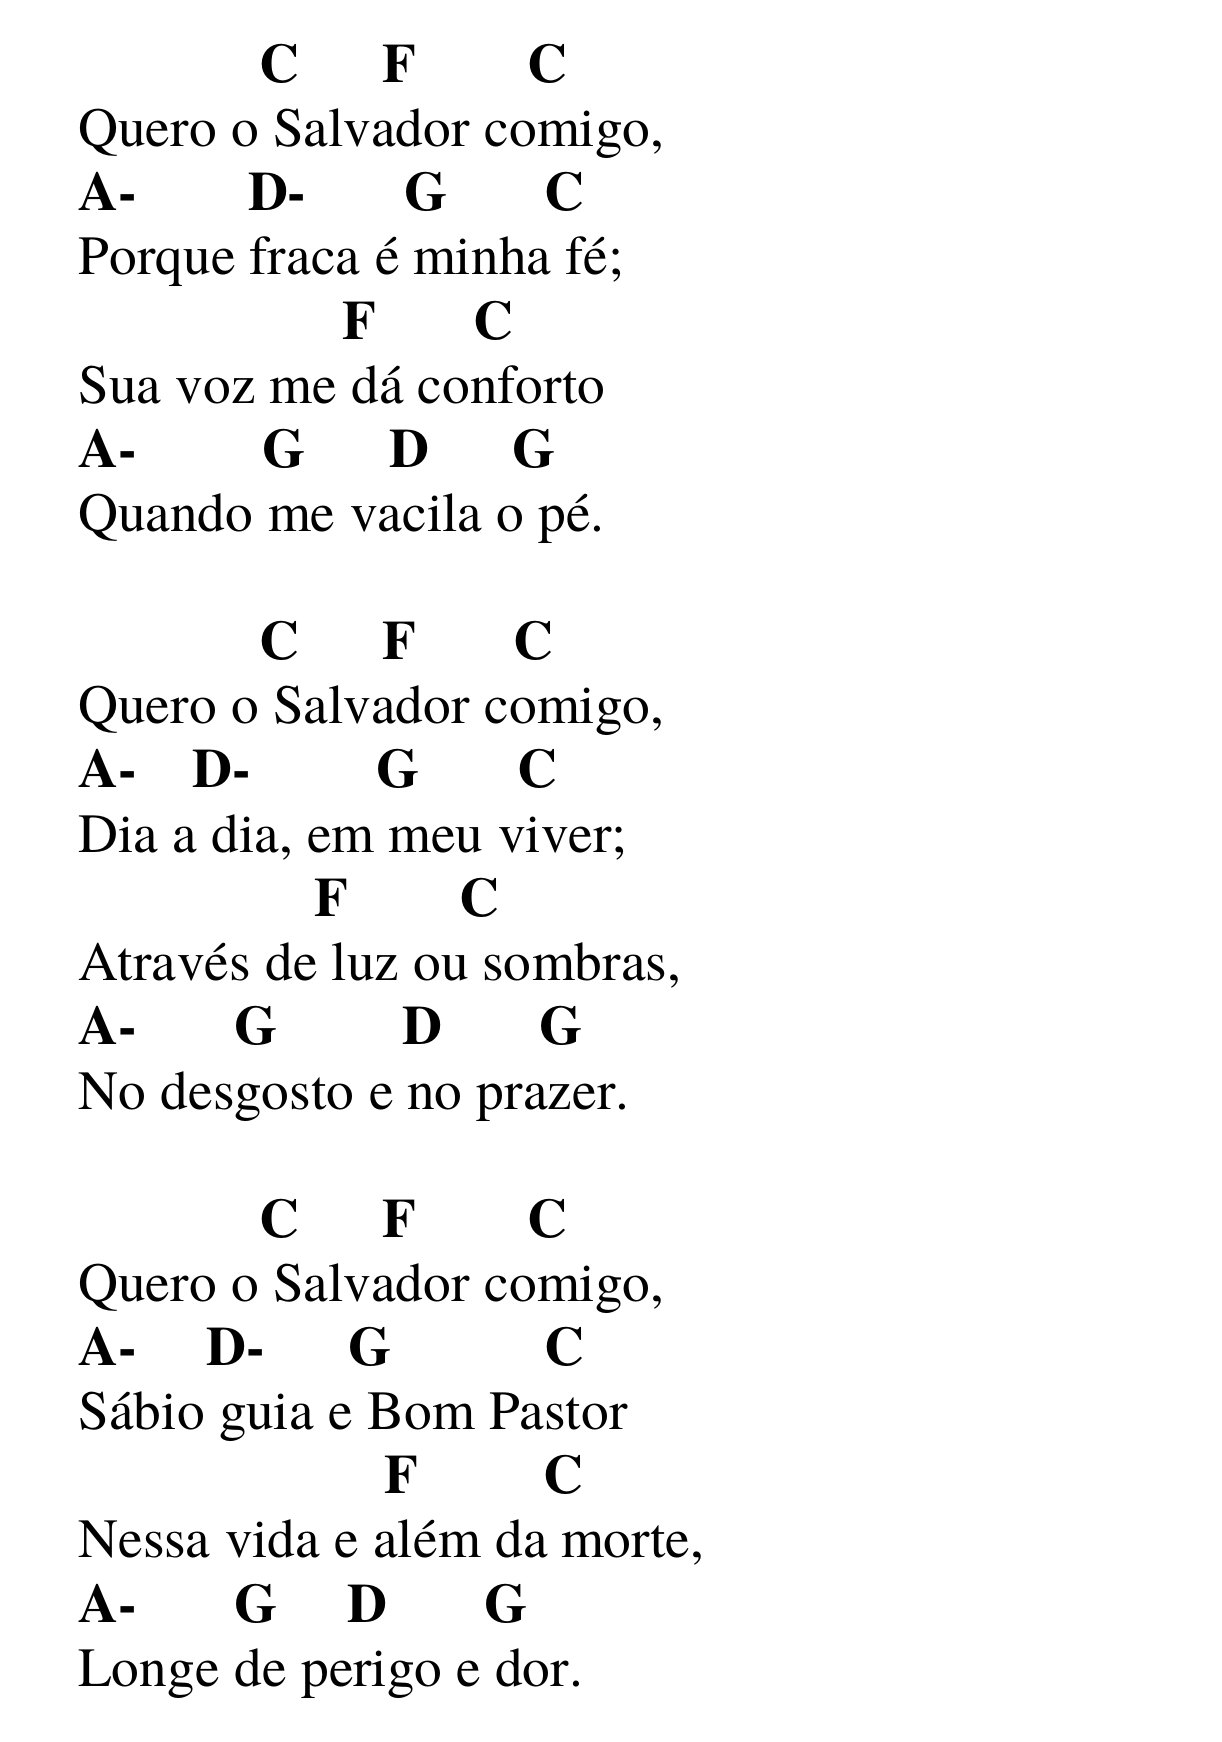 C F C
Quero o Salvador comigo,
A- D- G C
Porque fraca é minha fé;
F C
Sua voz me dá conforto
A- G D G
Quando me vacila o pé.
C F C
Quero o Salvador comigo,
A- D- G C
Dia a dia, em meu viver;
F C
Através de luz ou sombras,
A- G D G
No desgosto e no prazer.
C F C
Quero o Salvador comigo,
A- D- G C
Sábio guia e Bom Pastor
F C
Nessa vida e além da morte,
A- G D G
Longe de perigo e dor.